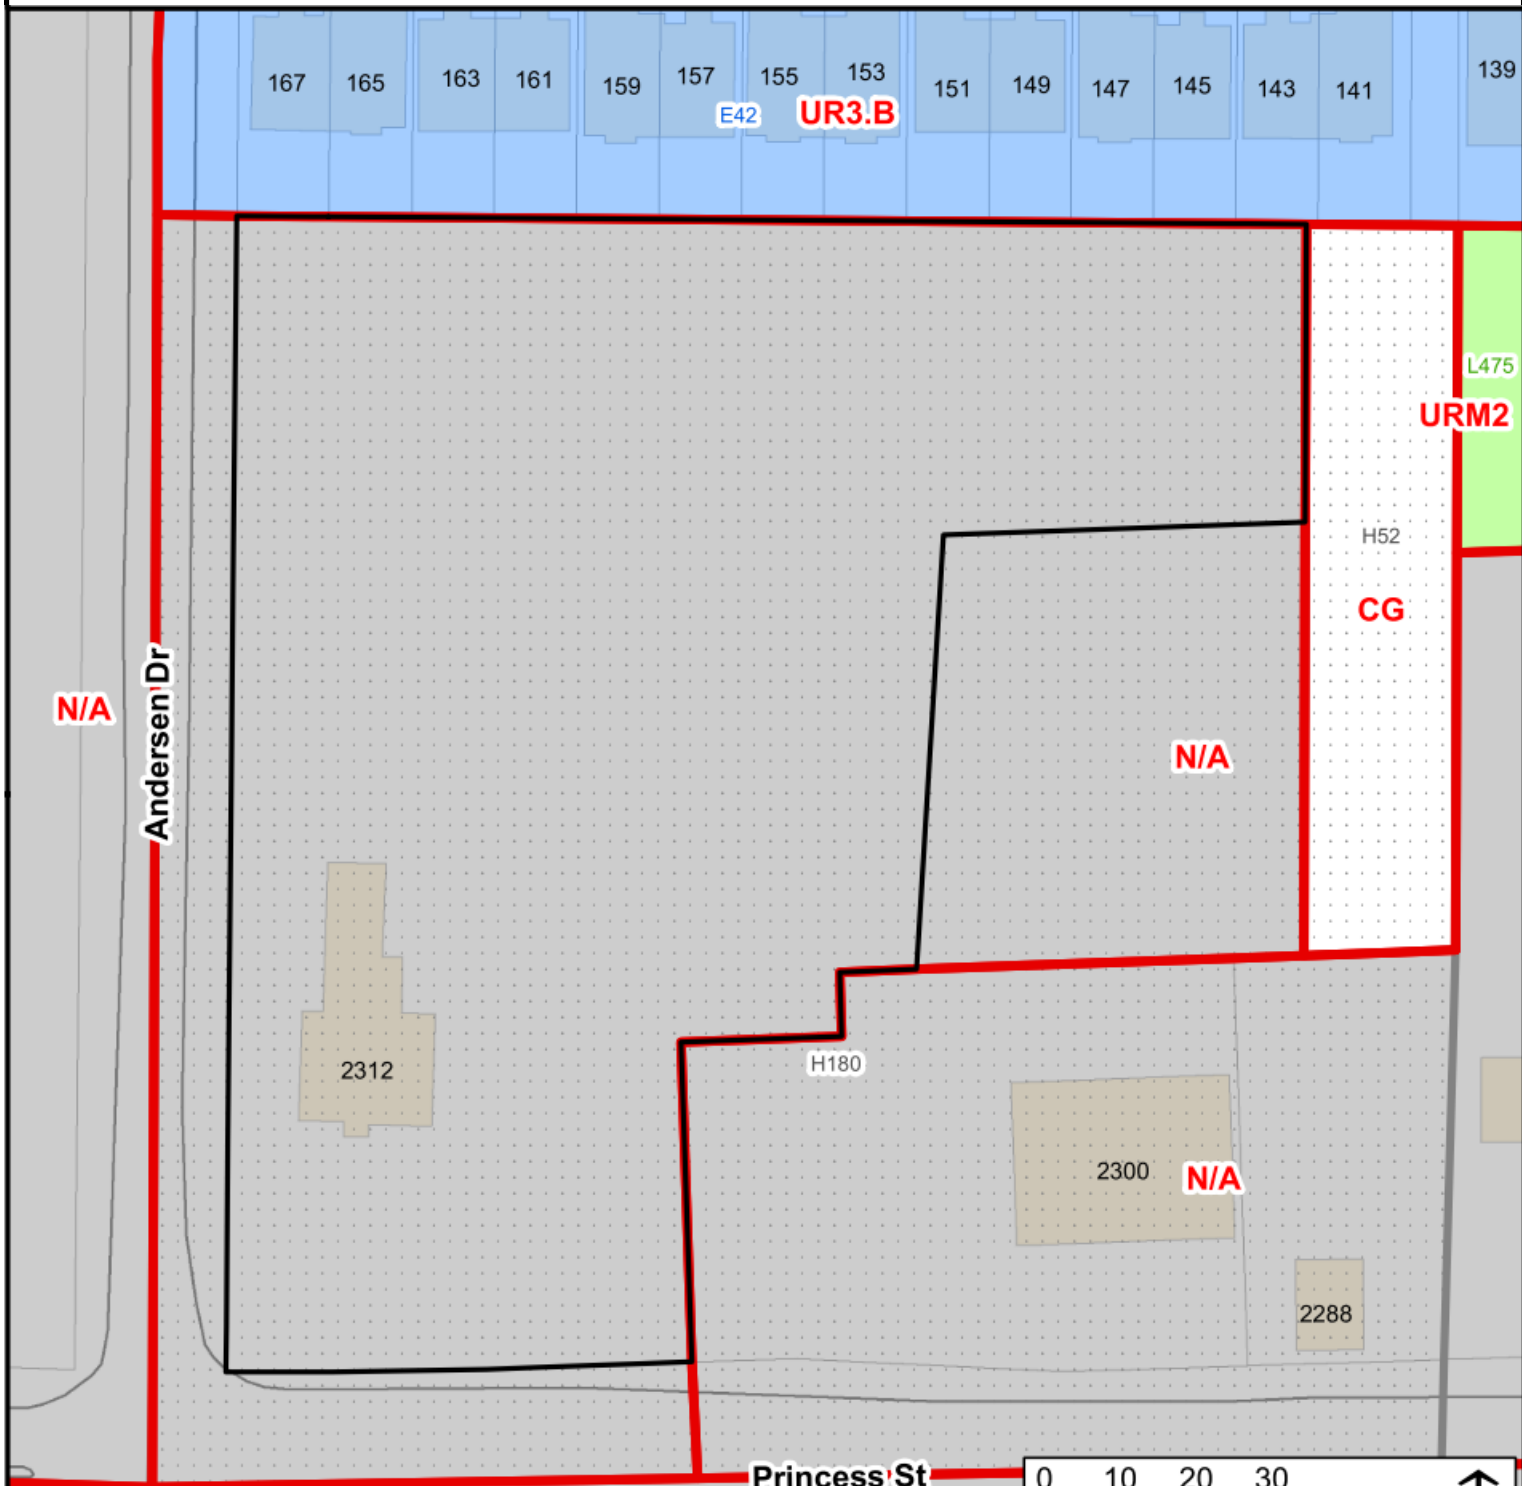 167 165 163 161 159 157 155 153 151 149 147 145 143 141 139
E42 UR3.B
L475
URM2
H52
CG
N/A
Andersen Dr
N/A
H180
2312
2300 N/A
2288
Princess St
0 10 20 30